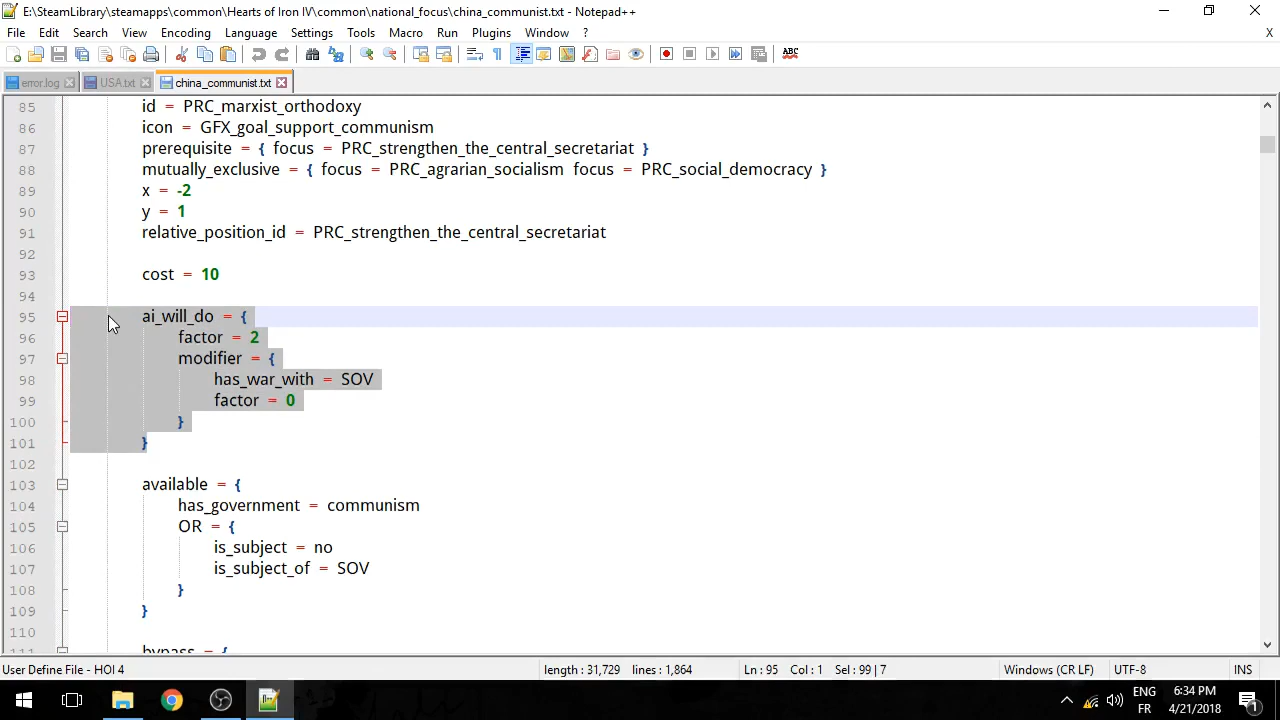 E:\SteamLibrary\steamapps\common\Hearts of Iron IV\common\national_focus\china_communist.txt - Notepad++
File Edit Search View Encoding Language Settings Tools Macro Run Plugins Window ? X
error.log USA.txt china_communist.txt
85 id = PRC_marxist_orthodoxy
86 icon = GFX_goal_support_communism
87 prerequisite = { focus = PRC_strengthen_the_central_secretariat }
88 mutually_exclusive = { focus = PRC_agrarian_socialism focus = PRC_social_democracy }
89 x = -2
90 y = 1
91 relative_position_id = PRC_strengthen_the_central_secretariat
92
93 cost = 10
94
95 ai_will_do = {
96 factor = 2
97 modifier = {
98 has_war_with = SOV
99 factor = 0
100 }
101 }
102
103 available = {
104 has_government = communism
105 OR = {
106 is_subject = no
107 is_subject_of = SOV
108 }
109 }
110
111 bypass = {
User Define File - HOI 4 length : 31,729 lines : 1,864 Ln : 95 Col : 1 Sel : 99 | 7 Windows (CR LF) UTF-8 INS
ENG 6:34 PM
FR 4/21/2018 1